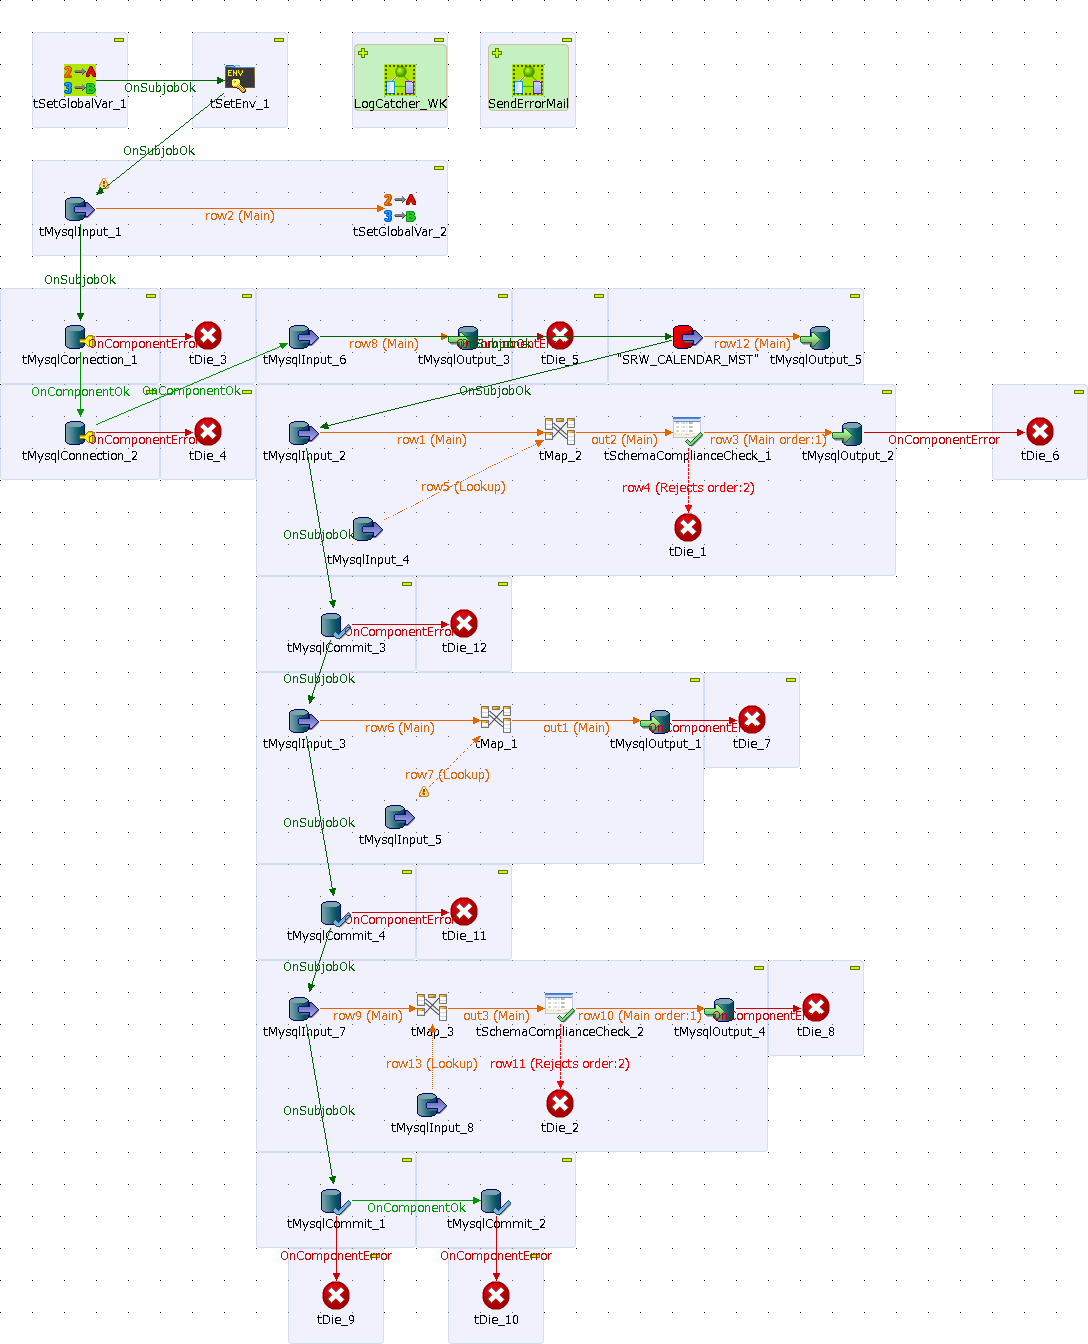 OnSubjobOk
tSetGlobalVar_1
tSetEnv_1
LogCatcher_WK
SendErrorMail
OnSubjobOk
row2 (Main)
tMysqlInput_1
tSetGlobalVar_2
OnSubjobOk
OnComponentError
row8 (Main)
row12 (Main)
tMysqlConnection_1
tDie_3
tMysqlInput_6
tMysqlOutput_3
tDie_5
"SRW_CALENDAR_MST"
tMysqlOutput_5
OnComponentOk
OnComponentOk
OnSubjobOk
OnComponentError
row1 (Main)
out2 (Main)
row3 (Main order:1)
OnComponentError
tMysqlConnection_2
tDie_4
tMysqlInput_2
tMap_2
tSchemaComplianceCheck_1
tMysqlOutput_2
tDie_6
row5 (Lookup)
row4 (Rejects order:2)
OnSubjobOk
tMysqlInput_4
tDie_1
OnComponentError
tMysqlCommit_3
tDie_12
OnSubjobOk
row6 (Main)
out1 (Main)
tMysqlInput_3
tMap_1
tMysqlOutput_1
tDie_7
row7 (Lookup)
OnSubjobOk
tMysqlInput_5
OnComponentError
tMysqlCommit_4
tDie_11
OnSubjobOk
row9 (Main)
out3 (Main)
row10 (Main order:1)
tMysqlInput_7
tMap_3
tSchemaComplianceCheck_2
tMysqlOutput_4
tDie_8
row13 (Lookup)
row11 (Rejects order:2)
OnSubjobOk
tMysqlInput_8
tDie_2
OnComponentOk
tMysqlCommit_1
tMysqlCommit_2
OnComponentError
OnComponentError
tDie_9
tDie_10